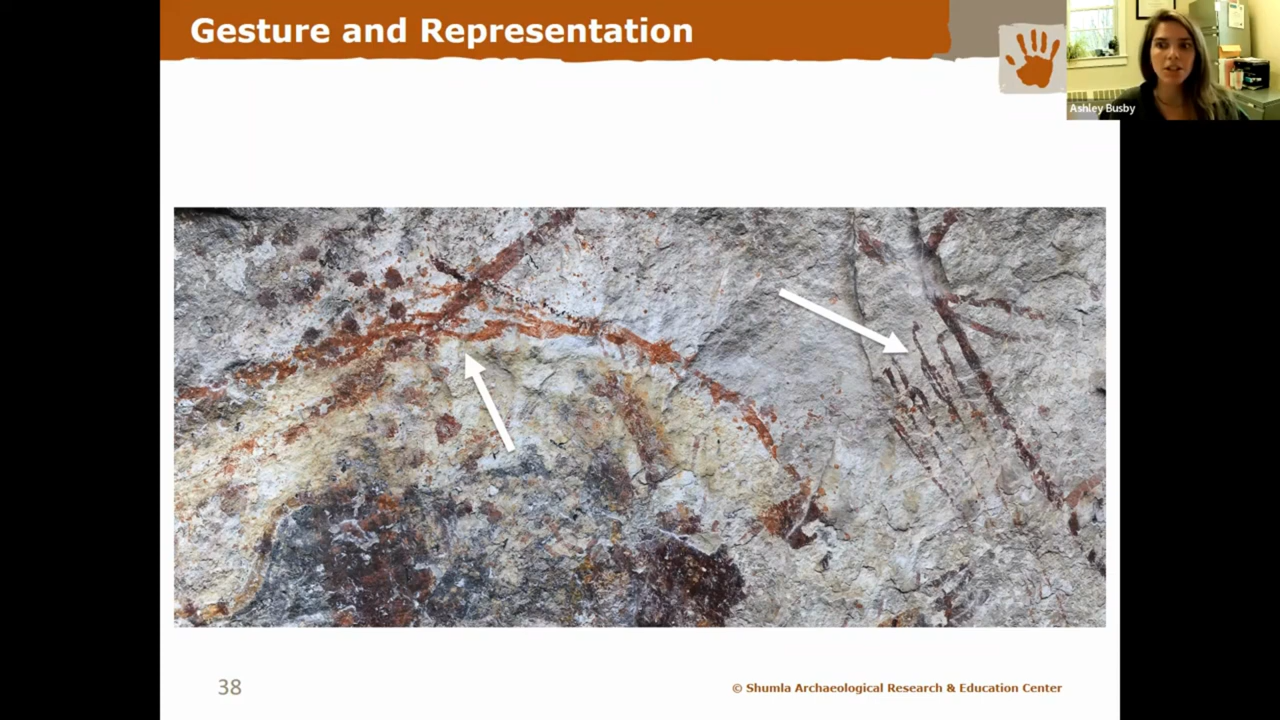 Gesture and Representation
Ashley Busby
38
© Shumla Archaeological Research & Education Center